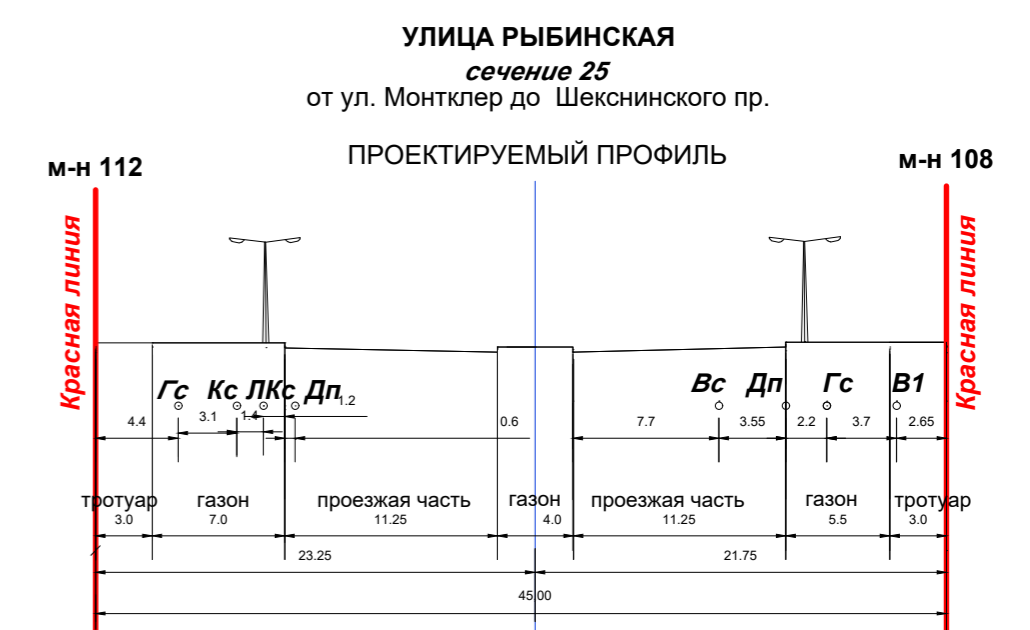 УЛИЦА РЫБИНСКАЯ
сечение 25
от ул. Монтклер до Шекснинского пр.
ПРОЕКТИРУЕМЫЙ ПРОФИЛЬ
м-н 112
м-н 108
Красная линия
Красная линия
Гс Кс ЛКс Дп Вс Дп Гс В1
4.4 3.1 1.4 1.2 0.6 7.7 3.55 2.2 3.7 2.65
тротуар газон проезжая часть газон проезжая часть газон тротуар
3.0 7.0 11.25 4.0 11.25 5.5 3.0
23.25 21.75
45.00